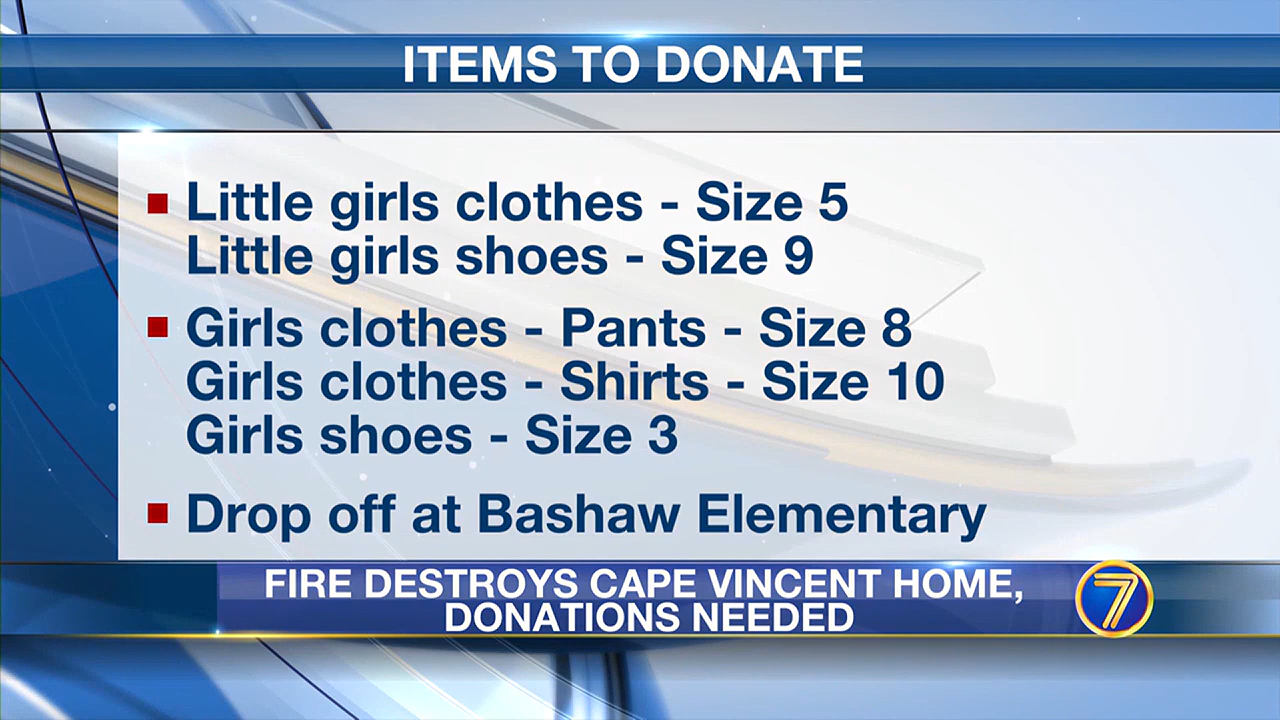 ITEMS TO DONATE
Little girls clothes - Size 5
Little girls shoes - Size 9
Girls clothes - Pants - Size 8
Girls clothes - Shirts - Size 10
Girls shoes - Size 3
Drop off at Bashaw Elementary
FIRE DESTROYS CAPE VINCENT HOME,
DONATIONS NEEDED
7